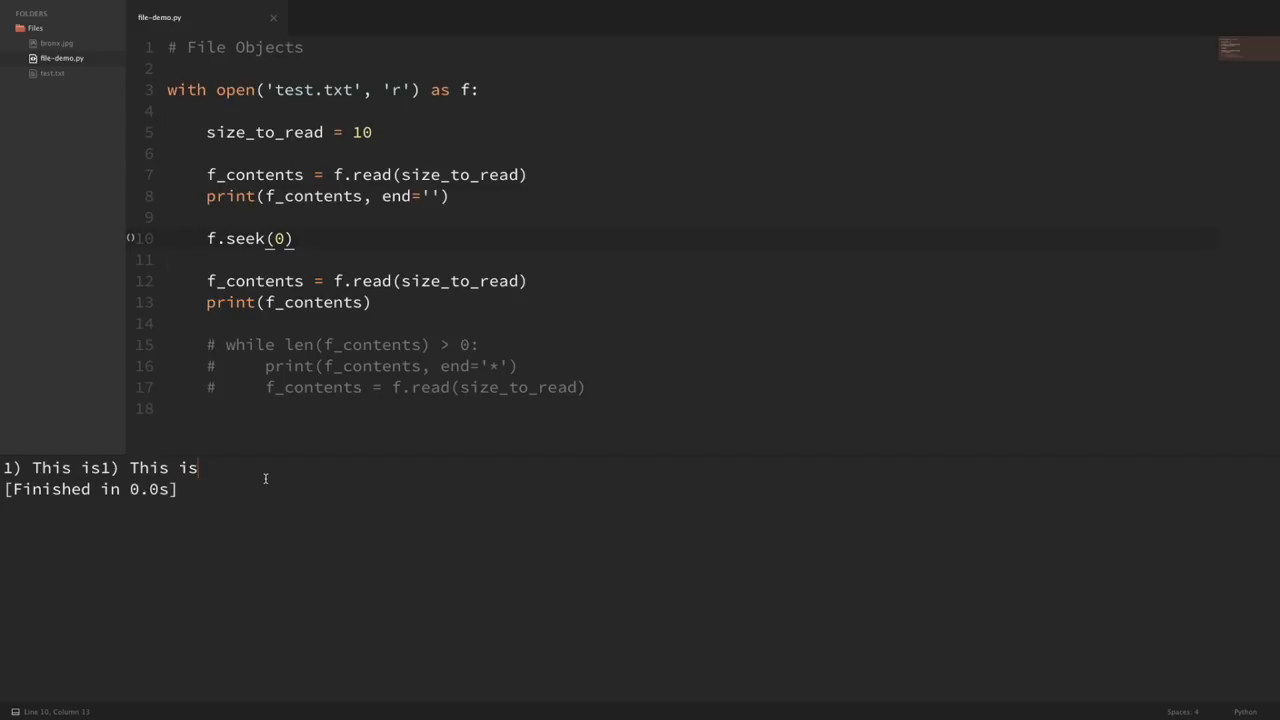 FOLDERS
Files
bronx.jpg
file-demo.py
test.txt
file-demo.py
1 # File Objects
2
3 with open('test.txt', 'r') as f:
4
5     size_to_read = 10
6
7     f_contents = f.read(size_to_read)
8     print(f_contents, end='')
9
10     f.seek(0)
11
12     f_contents = f.read(size_to_read)
13     print(f_contents)
14
15     # while len(f_contents) > 0:
16     #     print(f_contents, end='*')
17     #     f_contents = f.read(size_to_read)
18
1) This is1) This is
[Finished in 0.0s]
Line 10, Column 13
Spaces: 4
Python